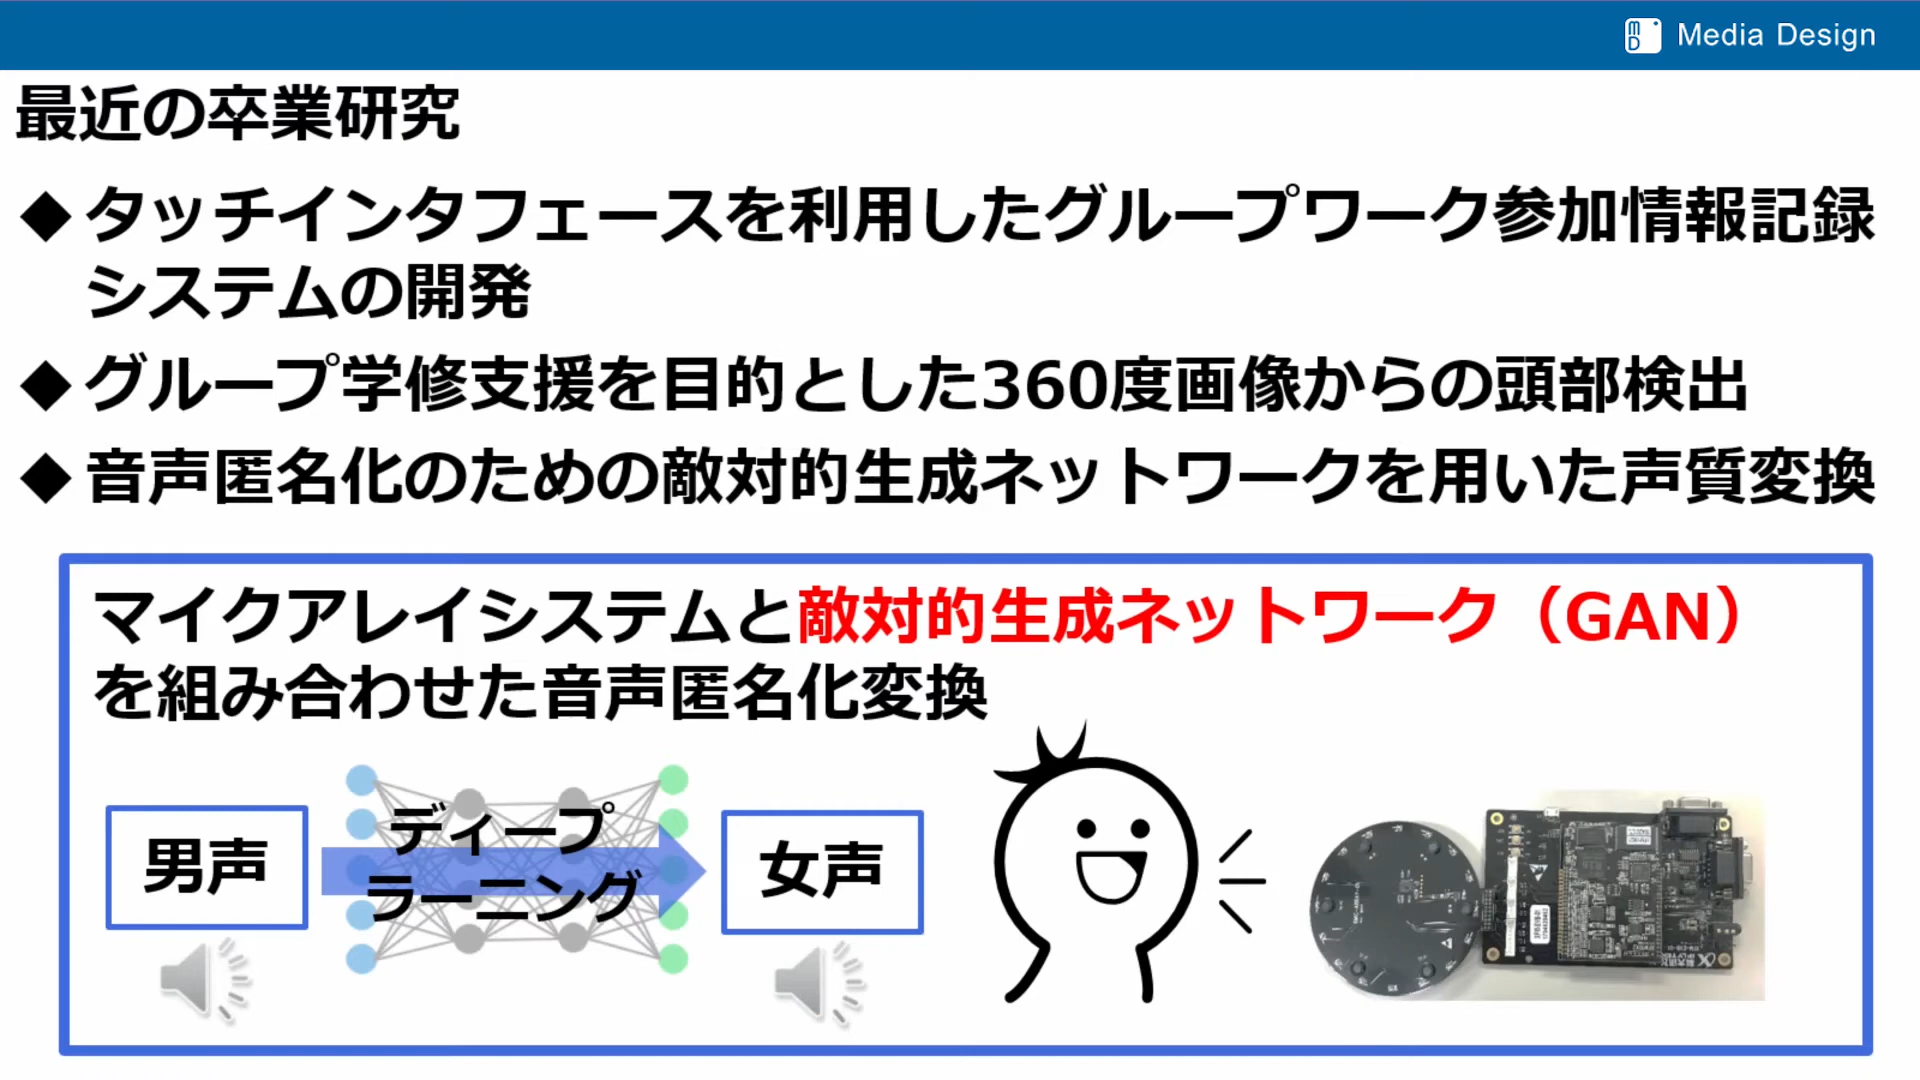 Media Design
最近の卒業研究
◆タッチインタフェースを利用したグループワーク参加情報記録
システムの開発
◆グループ学修支援を目的とした360度画像からの頭部検出
◆音声匿名化のための敵対的生成ネットワークを用いた声質変換
マイクアレイシステムと敵対的生成ネットワーク（GAN）
を組み合わせた音声匿名化変換
男声
ディープ
ラーニング
女声